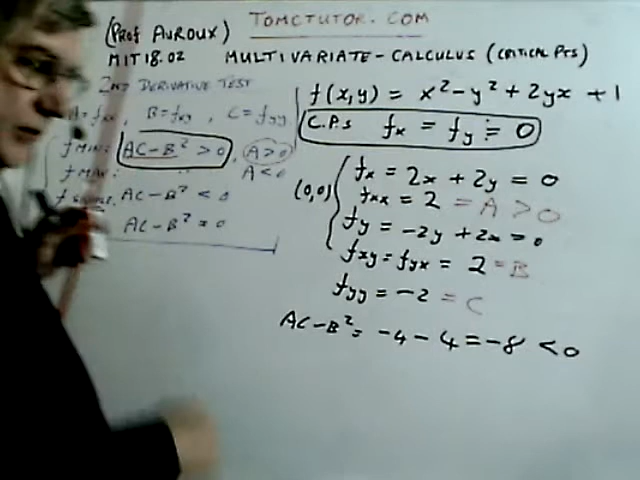 (PROF AUROUX) TOMCTUTOR.COM
MIT 18.02 MULTIVARIATE-CALCULUS (CRITICAL PTS)
2ND DERIVATIVE TEST
A = fxx, B = fxy, C = fyy
f MIN: AC-B² > 0, A > 0
f MAX: A < 0
f SADDLE: AC-B² < 0
AC-B² = 0
f(x,y) = x² - y² + 2yx + 1
C.P.s fx = fy = 0
(0,0)
fx = 2x + 2y = 0
fxx = 2 = A > 0
fy = -2y + 2x = 0
fxy = fyx = 2 = B
fyy = -2 = C
AC-B² = -4 - 4 = -8 < 0